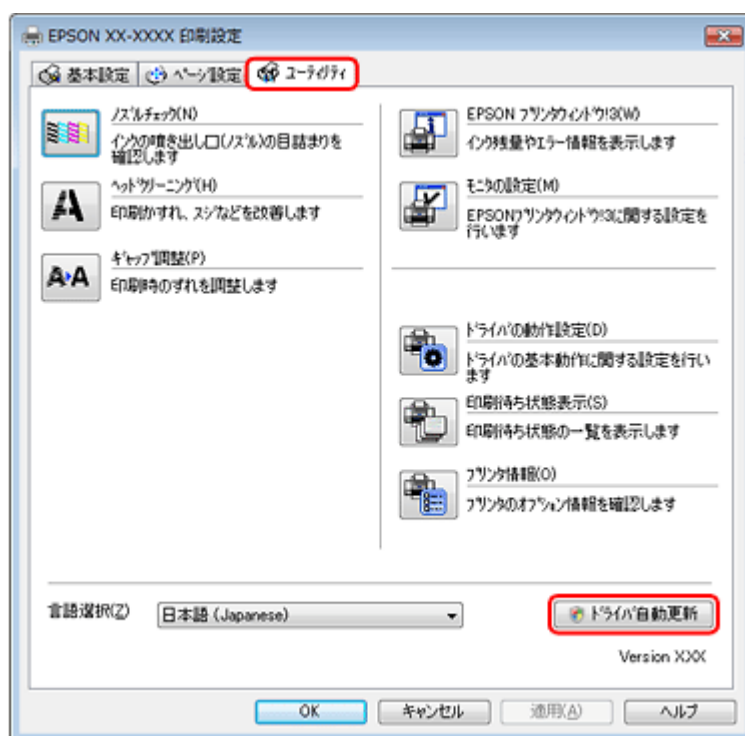 EPSON XX-XXXX 印刷設定
基本設定
ページ設定
ユーティリティ
ノズルチェック(N)
インクの噴き出し口(ノズル)の目詰まりを
確認します
ヘッドクリーニング(H)
印刷かすれ、スジなどを改善します
ギャップ調整(P)
印刷時のずれを調整します
EPSON プリンタウィンドウ!3(W)
インク残量やエラー情報を表示します
モニタの設定(M)
EPSONプリンタウィンドウ!3に関する設定を
行います
ドライバの動作設定(D)
ドライバの基本動作に関する設定を行い
ます
印刷待ち状態表示(S)
印刷待ち状態の一覧を表示します
プリンタ情報(O)
プリンタのオプション情報を確認します
言語選択(Z)
日本語 (Japanese)
ドライバ自動更新
Version XXX
OK
キャンセル
適用(A)
ヘルプ